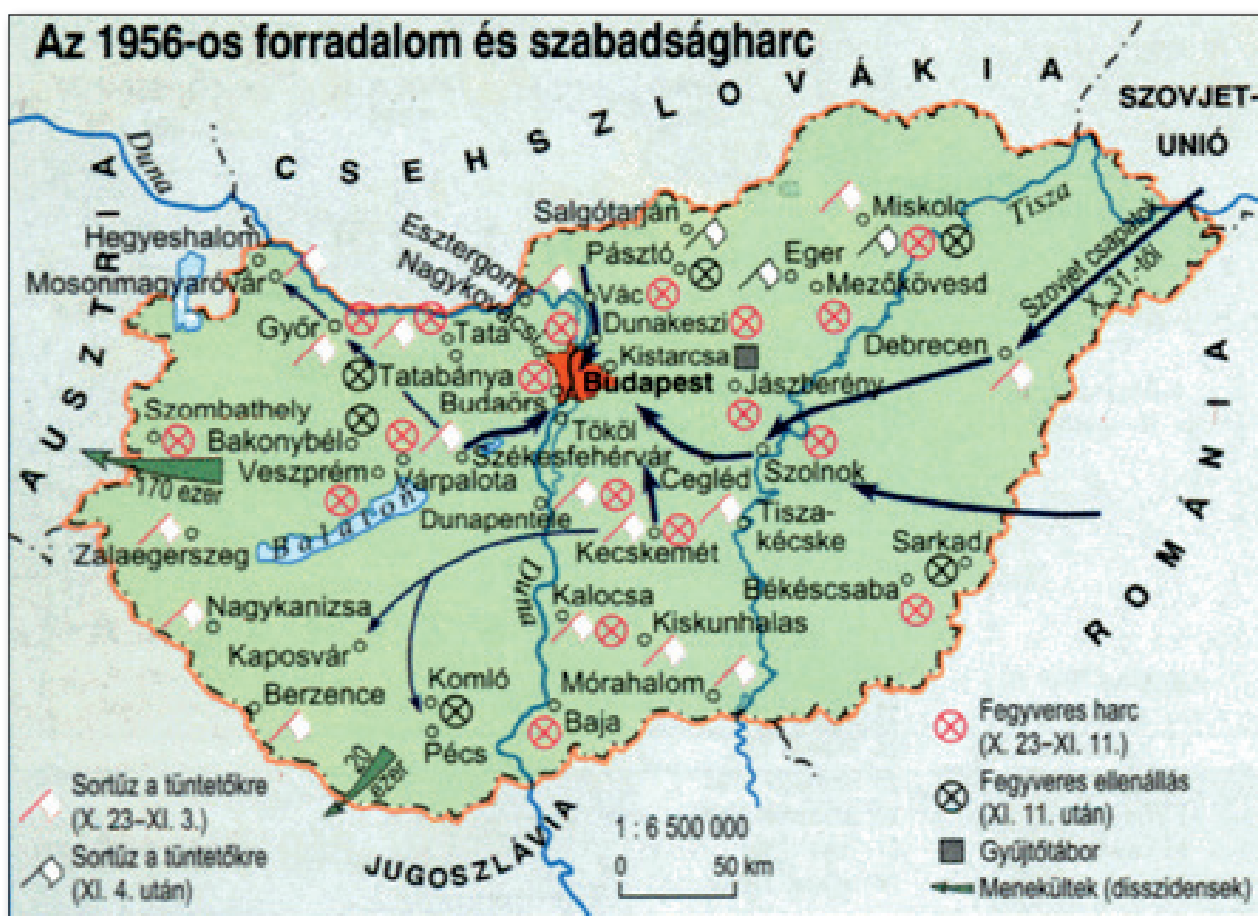 Az 1956-os forradalom és szabadságharc
CSEHSZLOVÁKIA
SZOVJET-
UNIÓ
AUSZTRIA
ROMÁNIA
JUGOSZLÁVIA
Duna
Tisza
Hegyeshalom
Mosonmagyaróvár
Esztergom
Nagykovácsi
Salgótarján
Pásztó
Miskolc
Eger
Mezőkövesd
Szovjet csapatok
X. 31.-től
Győr
Tata
Vác
Dunakeszi
Kistarcsa
Debrecen
Tatabánya
Budapest
Jászberény
Budaörs
Szombathely
Bakonybél
Tököl
170 ezer
Veszprém
Várpalota
Székesfehérvár
Cegléd
Szolnok
Balaton
Dunapentele
Zalaegerszeg
Kecskemét
Tisza-
kécske
Sarkad
Duna
Békéscsaba
Nagykanizsa
Kalocsa
Kiskunhalas
Kaposvár
Berzence
Komló
Mórahalom
Pécs
Baja
20
ezer
Sortűz a tüntetőkre
(X. 23–XI. 3.)
Sortűz a tüntetőkre
(XI. 4. után)
1 : 6 500 000
0 50 km
Fegyveres harc
(X. 23–XI. 11.)
Fegyveres ellenállás
(XI. 11. után)
Gyűjtőtábor
Menekültek (disszidensek)